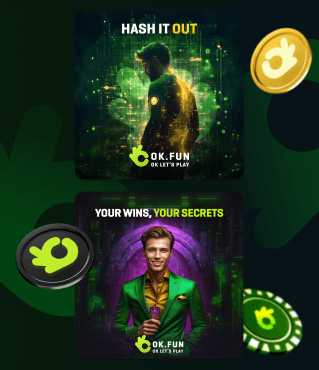 HASH IT OUT
OK.FUN
OK LET'S PLAY
YOUR WINS, YOUR SECRETS
OK.FUN
OK LET'S PLAY